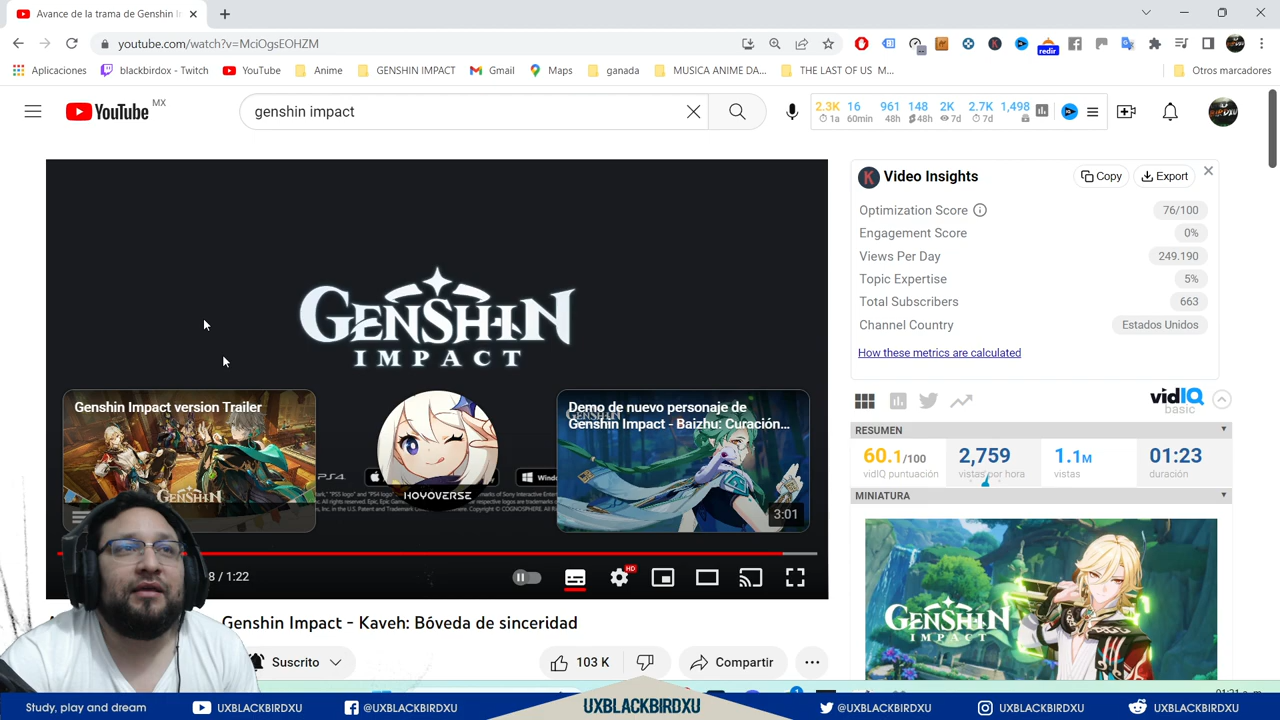 Avance de la trama de Genshin I
youtube.com/watch?v=MciOgsEOHZM
redir
Aplicaciones
blackbirdox - Twitch
YouTube
Anime
GENSHIN IMPACT
Gmail
Maps
ganada
MUSICA ANIME DA...
THE LAST OF US M...
Otros marcadores
YouTube MX
genshin impact
2.3K 16 961 148 2K 2.7K 1,498
1a 60min 48h 48h 7d 7d
GENSHIN
IMPACT
Genshin Impact version Trailer
GENSHIN
HOYOVERSE
Demo de nuevo personaje de
Genshin Impact - Baizhu: Curación...
3:01
PS4
Windo
8 / 1:22
HD
Genshin Impact - Kaveh: Bóveda de sinceridad
Suscrito
103 K
Compartir
Video Insights
Copy
Export
Optimization Score 76/100
Engagement Score 0%
Views Per Day 249.190
Topic Expertise 5%
Total Subscribers 663
Channel Country Estados Unidos
How these metrics are calculated
vidIQ
basic
RESUMEN
60.1/100 2,759 1.1M 01:23
vidIQ puntuación vistas por hora vistas duración
MINIATURA
GENSHIN
IMPACT
Study, play and dream
UXBLACKBIRDXU
@UXBLACKBIRDXU
UXBLACKBIRDXU
@UXBLACKBIRDXU
UXBLACKBIRDXU
UXBLACKBIRDXU